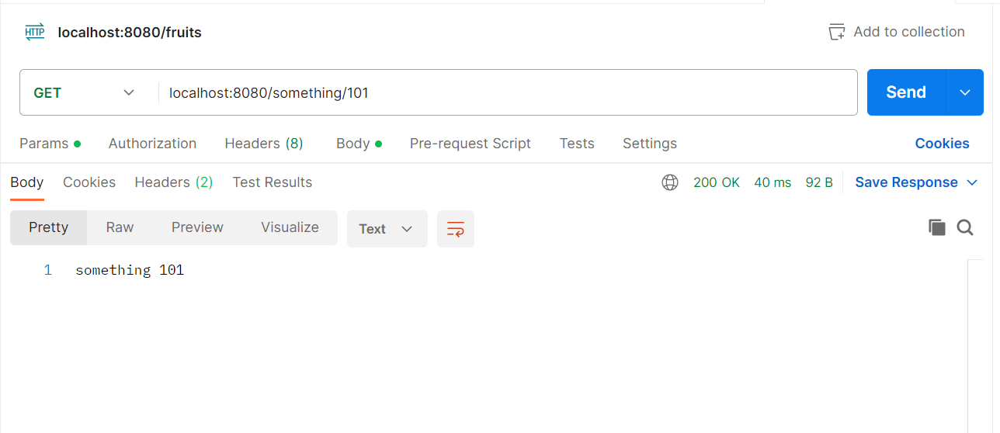 HTTP localhost:8080/fruits Add to collection
GET localhost:8080/something/101 Send
Params Authorization Headers (8) Body Pre-request Script Tests Settings Cookies
Body Cookies Headers (2) Test Results 200 OK 40 ms 92 B Save Response
Pretty Raw Preview Visualize Text
1 something 101